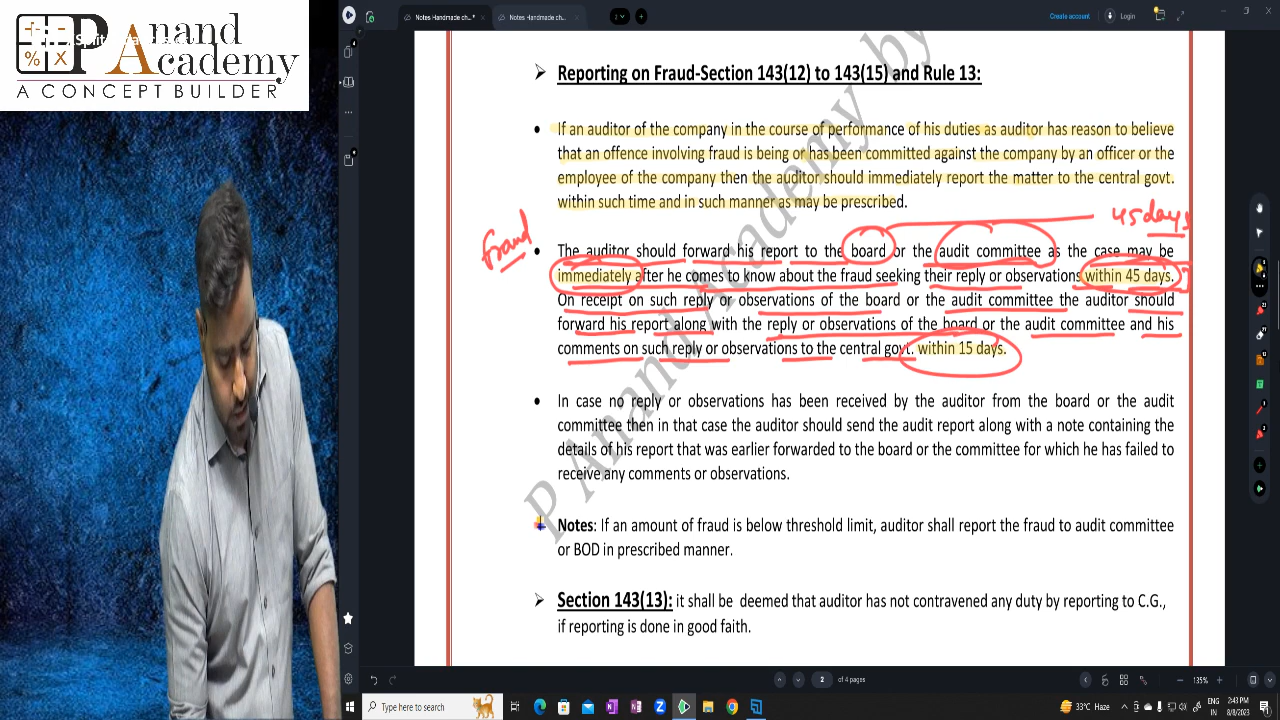 P Anand
Academy
A CONCEPT BUILDER
Notes Handmade ch...*
Notes Handmade ch...
2
Create account
Login
Reporting on Fraud-Section 143(12) to 143(15) and Rule 13:
If an auditor of the company in the course of performance of his duties as auditor has reason to believe
that an offence involving fraud is being or has been committed against the company by an officer or the
employee of the company then the auditor should immediately report the matter to the central govt.
within such time and in such manner as may be prescribed.
Fraud
45 days
The auditor should forward his report to the board or the audit committee as the case may be
immediately after he comes to know about the fraud seeking their reply or observations within 45 days.
On receipt on such reply or observations of the board or the audit committee the auditor should
forward his report along with the reply or observations of the board or the audit committee and his
comments on such reply or observations to the central govt. within 15 days.
In case no reply or observations has been received by the auditor from the board or the audit
committee then in that case the auditor should send the audit report along with a note containing the
details of his report that was earlier forwarded to the board or the committee for which he has failed to
receive any comments or observations.
Notes: If an amount of fraud is below threshold limit, auditor shall report the fraud to audit committee
or BOD in prescribed manner.
Section 143(13): it shall be deemed that auditor has not contravened any duty by reporting to C.G.,
if reporting is done in good faith.
P Anand Academy by
2
of 4 pages
135%
Type here to search
33°C Haze
ENG
IN
2:43 PM
8/8/2023